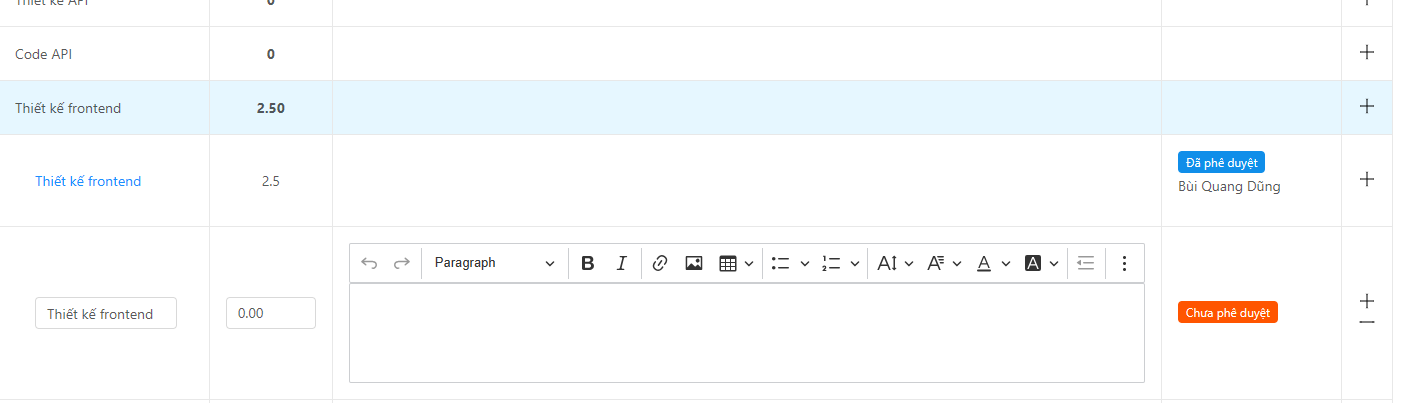 Thiết kế API 0
Code API 0
Thiết kế frontend 2.50
Thiết kế frontend 2.5 Đã phê duyệt
Bùi Quang Dũng
Paragraph
Thiết kế frontend 0.00 Chưa phê duyệt